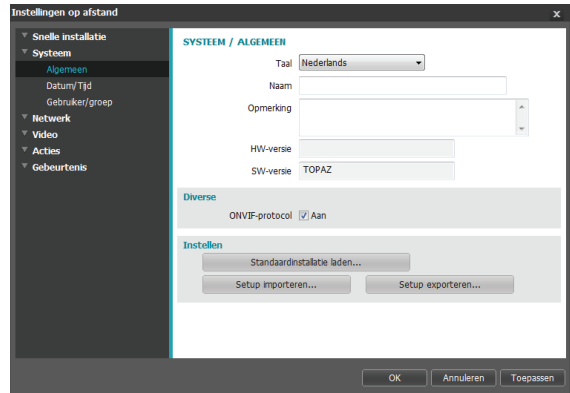 Instellingen op afstand x
Snelle installatie
Systeem
Algemeen
Datum/Tijd
Gebruiker/groep
Netwerk
Video
Acties
Gebeurtenis
SYSTEEM / ALGEMEEN
Taal Nederlands
Naam
Opmerking
HW-versie
SW-versie TOPAZ
Diverse
ONVIF-protocol Aan
Instellen
Standaardinstallatie laden...
Setup importeren... Setup exporteren...
OK Annuleren Toepassen